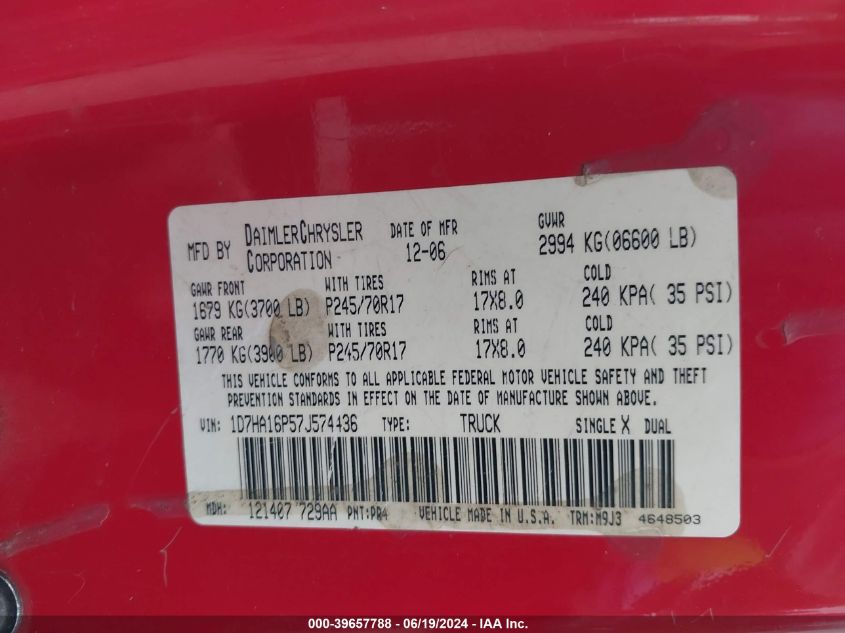 MFD BY DAIMLERCHRYSLER CORPORATION DATE OF MFR 12-06 GVWR 2994 KG(06600 LB)
GAWR FRONT WITH TIRES RIMS AT COLD
1679 KG(3700 LB) P245/70R17 17X8.0 240 KPA( 35 PSI)
GAWR REAR WITH TIRES RIMS AT COLD
1770 KG(3900 LB) P245/70R17 17X8.0 240 KPA( 35 PSI)
THIS VEHICLE CONFORMS TO ALL APPLICABLE FEDERAL MOTOR VEHICLE SAFETY AND THEFT
PREVENTION STANDARDS IN EFFECT ON THE DATE OF MANUFACTURE SHOWN ABOVE.
VIN: 1D7HA16P57J574436 TYPE: TRUCK SINGLE X DUAL
MDH: 121407 729AA PNT:PR4 VEHICLE MADE IN U.S.A. TRM:M9J3 4648503
000-39657788 - 06/19/2024 - IAA Inc.